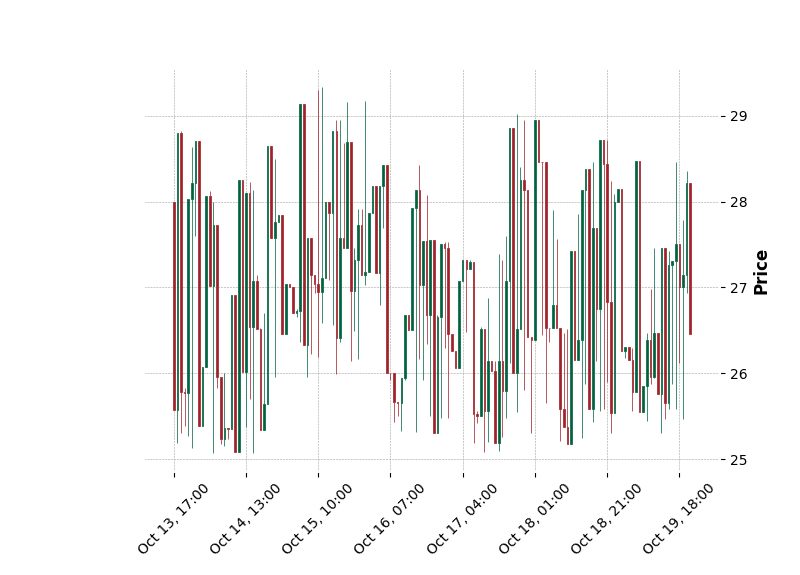 29
28
27
26
25
Price
Oct 13, 17:00
Oct 14, 13:00
Oct 15, 10:00
Oct 16, 07:00
Oct 17, 04:00
Oct 18, 01:00
Oct 18, 21:00
Oct 19, 18:00